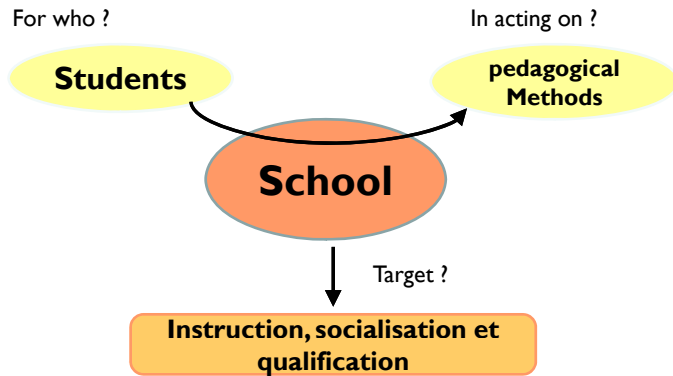 For who ?
In acting on ?
Students
pedagogical
Methods
School
Target ?
Instruction, socialisation et
qualification